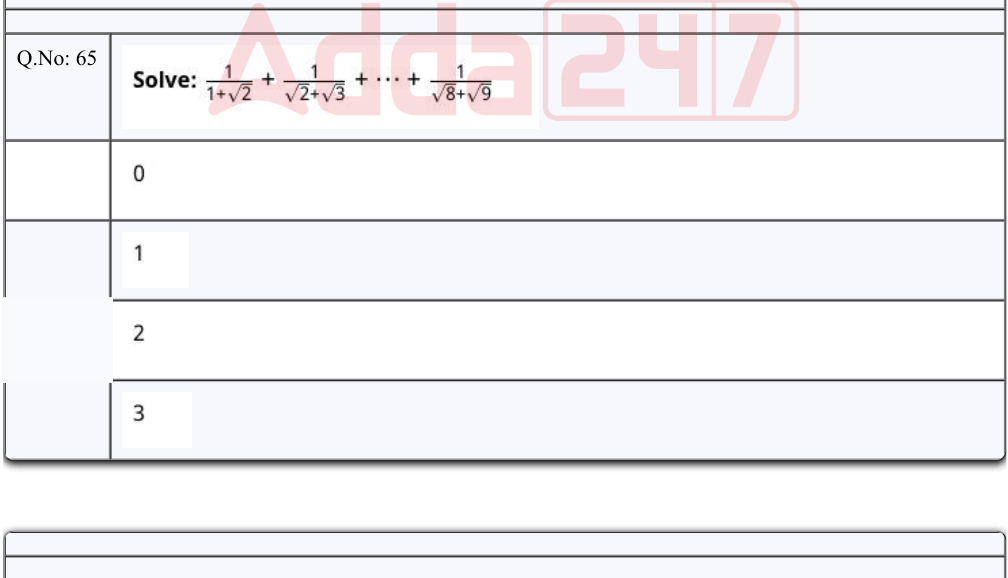 Adda247
Q.No: 65
Solve: 1/(1+√2) + 1/(√2+√3) + ⋯ + 1/(√8+√9)
0
1
2
3